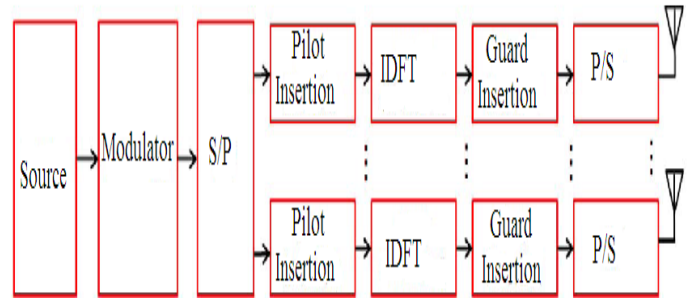 Source
Modulator
S/P
Pilot
Insertion
IDFT
Guard
Insertion
P/S
Pilot
Insertion
IDFT
Guard
Insertion
P/S